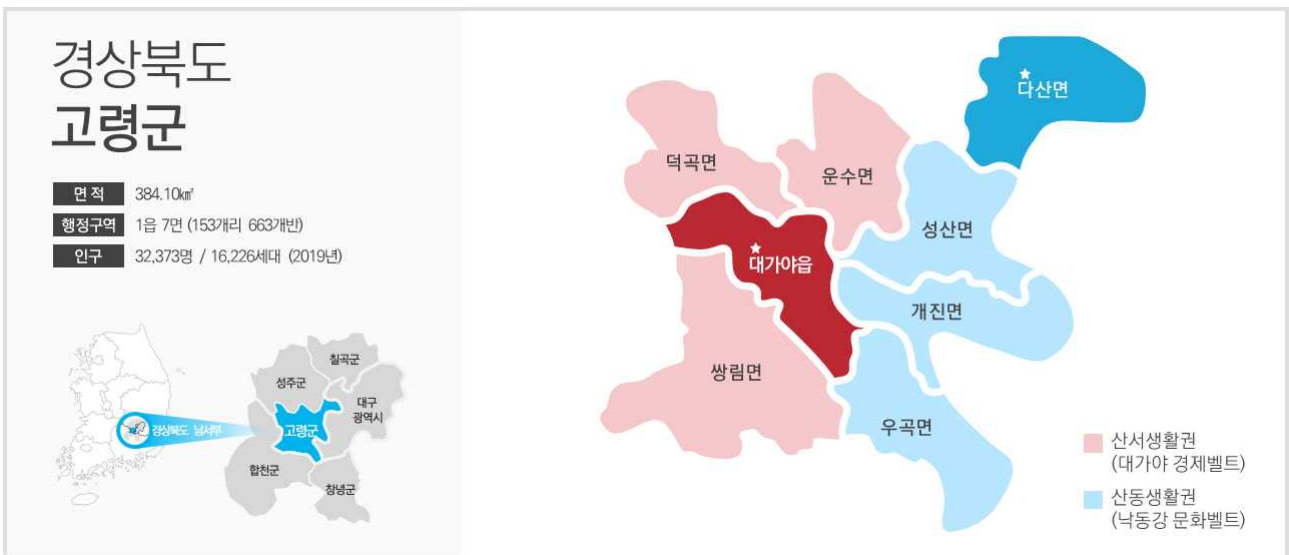 경상북도
고령군
면 적 384.10㎢
행정구역 1읍 7면 (153개리 663개반)
인구 32,373명 / 16,226세대 (2019년)
칠곡군
성주군
대구
광역시
고령군
경상북도 남서부
합천군
창녕군
다산면
덕곡면
운수면
성산면
대가야읍
개진면
쌍림면
우곡면
산서생활권
(대가야 경제벨트)
산동생활권
(낙동강 문화벨트)